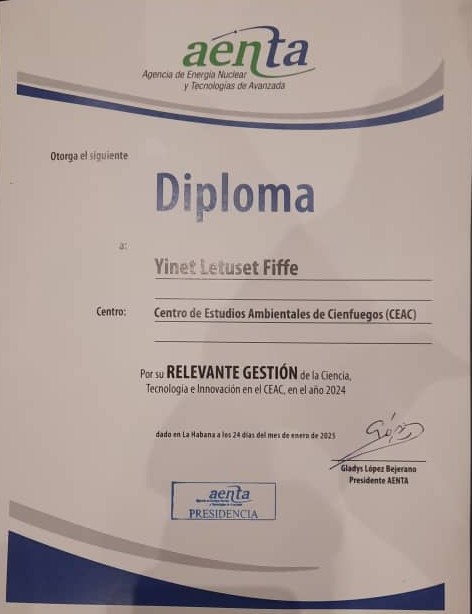 aenta
Agencia de Energía Nuclear
y Tecnologías de Avanzada
Otorga el siguiente
Diploma
a:
Yinet Letuset Fiffe
Centro: Centro de Estudios Ambientales de Cienfuegos (CEAC)
Por su RELEVANTE GESTIÓN de la Ciencia,
Tecnología e Innovación en el CEAC, en el año 2024
dado en La Habana a los 24 días del mes de enero de 2025
Gladys López Bejerano
Presidente AENTA
aenta
PRESIDENCIA